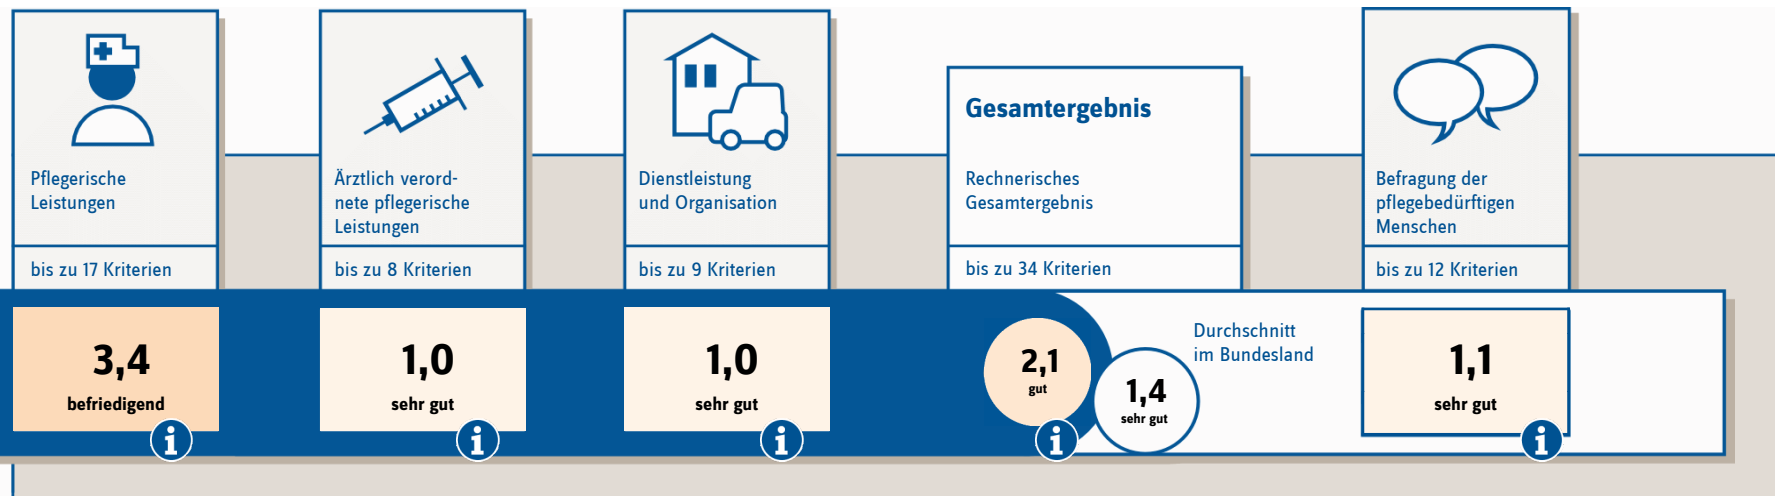 Pflegerische
Leistungen
bis zu 17 Kriterien
3,4
befriedigend
i
Ärztlich verord-
nete pflegerische
Leistungen
bis zu 8 Kriterien
1,0
sehr gut
i
Dienstleistung
und Organisation
bis zu 9 Kriterien
1,0
sehr gut
i
Gesamtergebnis
Rechnerisches
Gesamtergebnis
bis zu 34 Kriterien
2,1
gut
i
1,4
sehr gut
Durchschnitt
im Bundesland
Befragung der
pflegebedürftigen
Menschen
bis zu 12 Kriterien
1,1
sehr gut
i